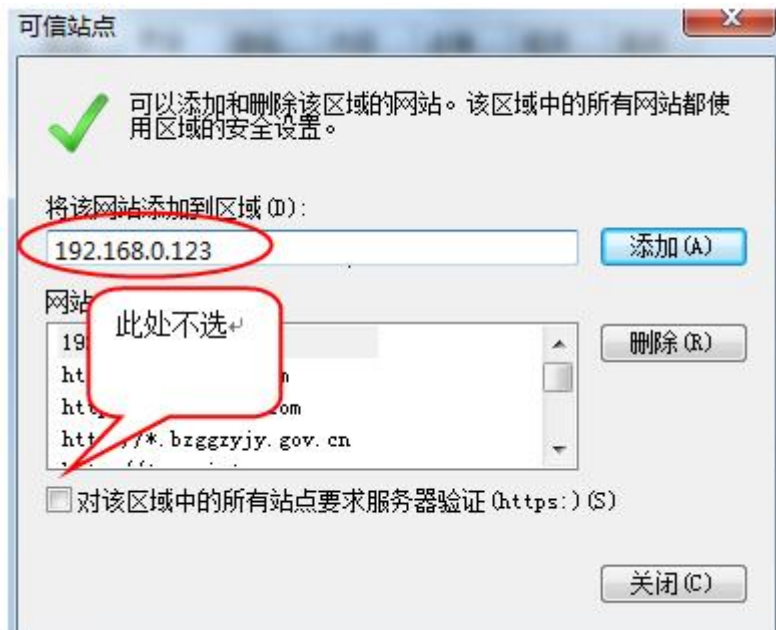 可信站点
可以添加和删除该区域的网站。该区域中的所有网站都使
用区域的安全设置。
将该网站添加到区域(D):
192.168.0.123
添加(A)
网站
此处不选
删除(R)
19
ht
htt
om
htt
//*.bzggzyjy.gov.cn
对该区域中的所有站点要求服务器验证(https:)(S)
关闭(C)